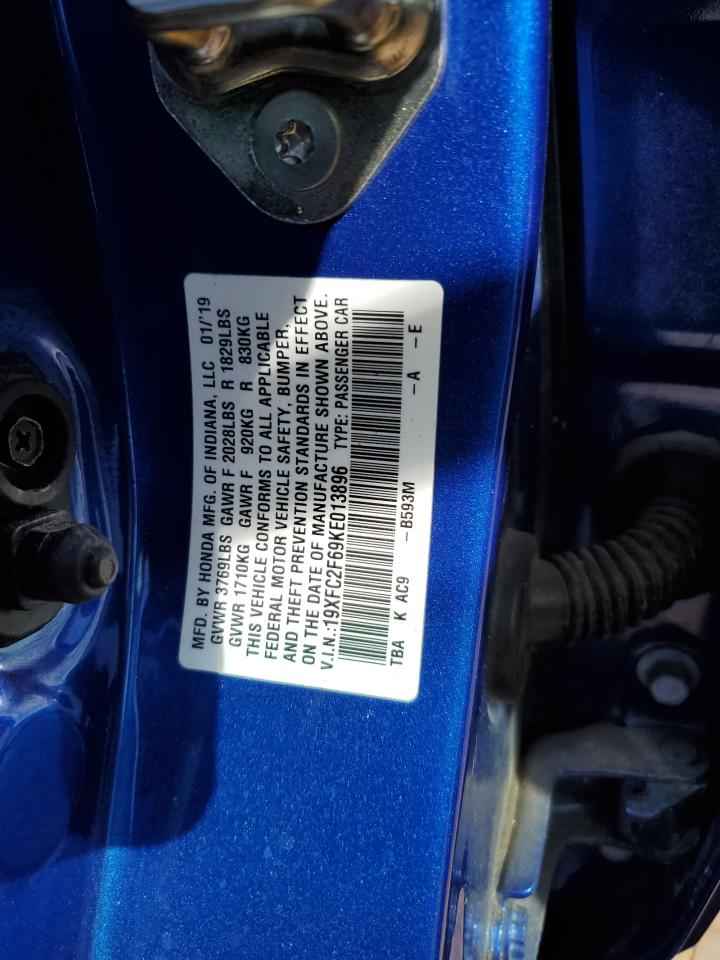 MFD. BY HONDA MFG. OF INDIANA, LLC 01/'19
GVWR 3769LBS GAWR F 2028LBS R 1829LBS
GVWR 1710KG GAWR F 920KG R 830KG
THIS VEHICLE CONFORMS TO ALL APPLICABLE
FEDERAL MOTOR VEHICLE SAFETY, BUMPER,
AND THEFT PREVENTION STANDARDS IN EFFECT
ON THE DATE OF MANUFACTURE SHOWN ABOVE.
V.I.N.:19XFC2F69KE013896 TYPE: PASSENGER CAR
TBA K AC9 -B593M -A -E